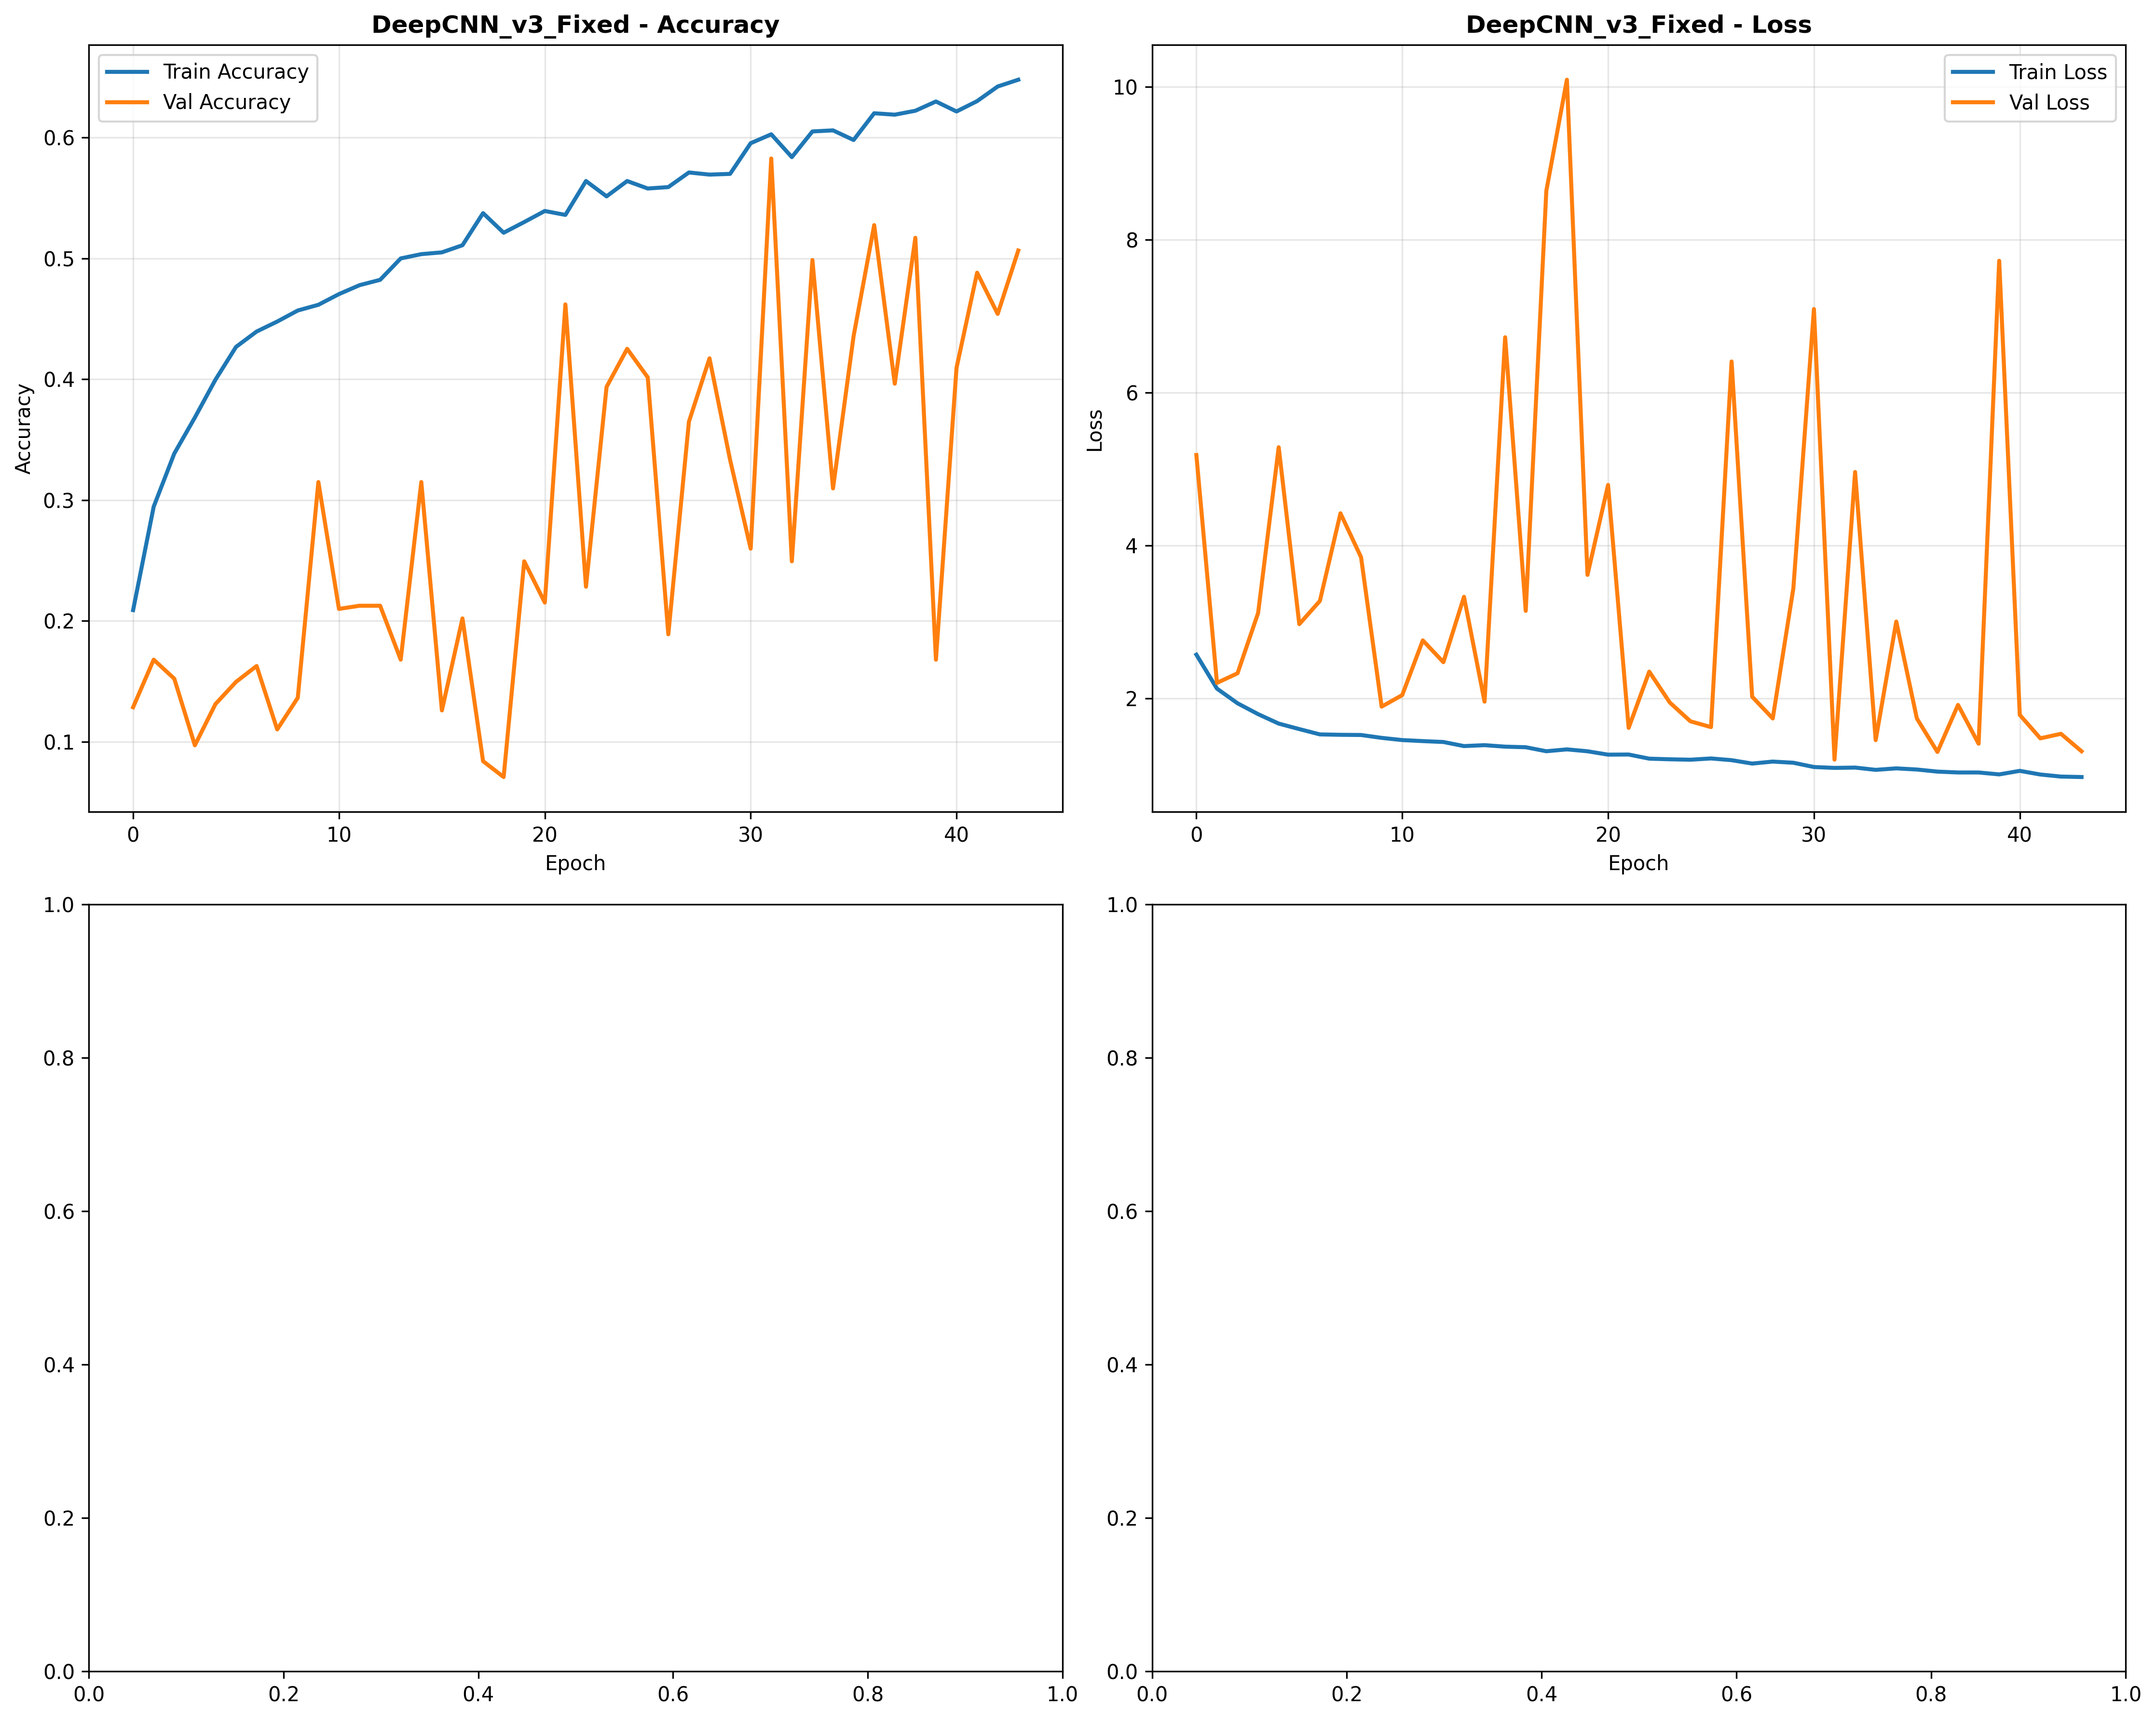 DeepCNN_v3_Fixed - Accuracy
Train Accuracy
Val Accuracy
Accuracy
0.6
0.5
0.4
0.3
0.2
0.1
0 10 20 30 40
Epoch
DeepCNN_v3_Fixed - Loss
Train Loss
Val Loss
Loss
10
8
6
4
2
0 10 20 30 40
Epoch
1.0
0.8
0.6
0.4
0.2
0.0
0.0 0.2 0.4 0.6 0.8 1.0
1.0
0.8
0.6
0.4
0.2
0.0
0.0 0.2 0.4 0.6 0.8 1.0